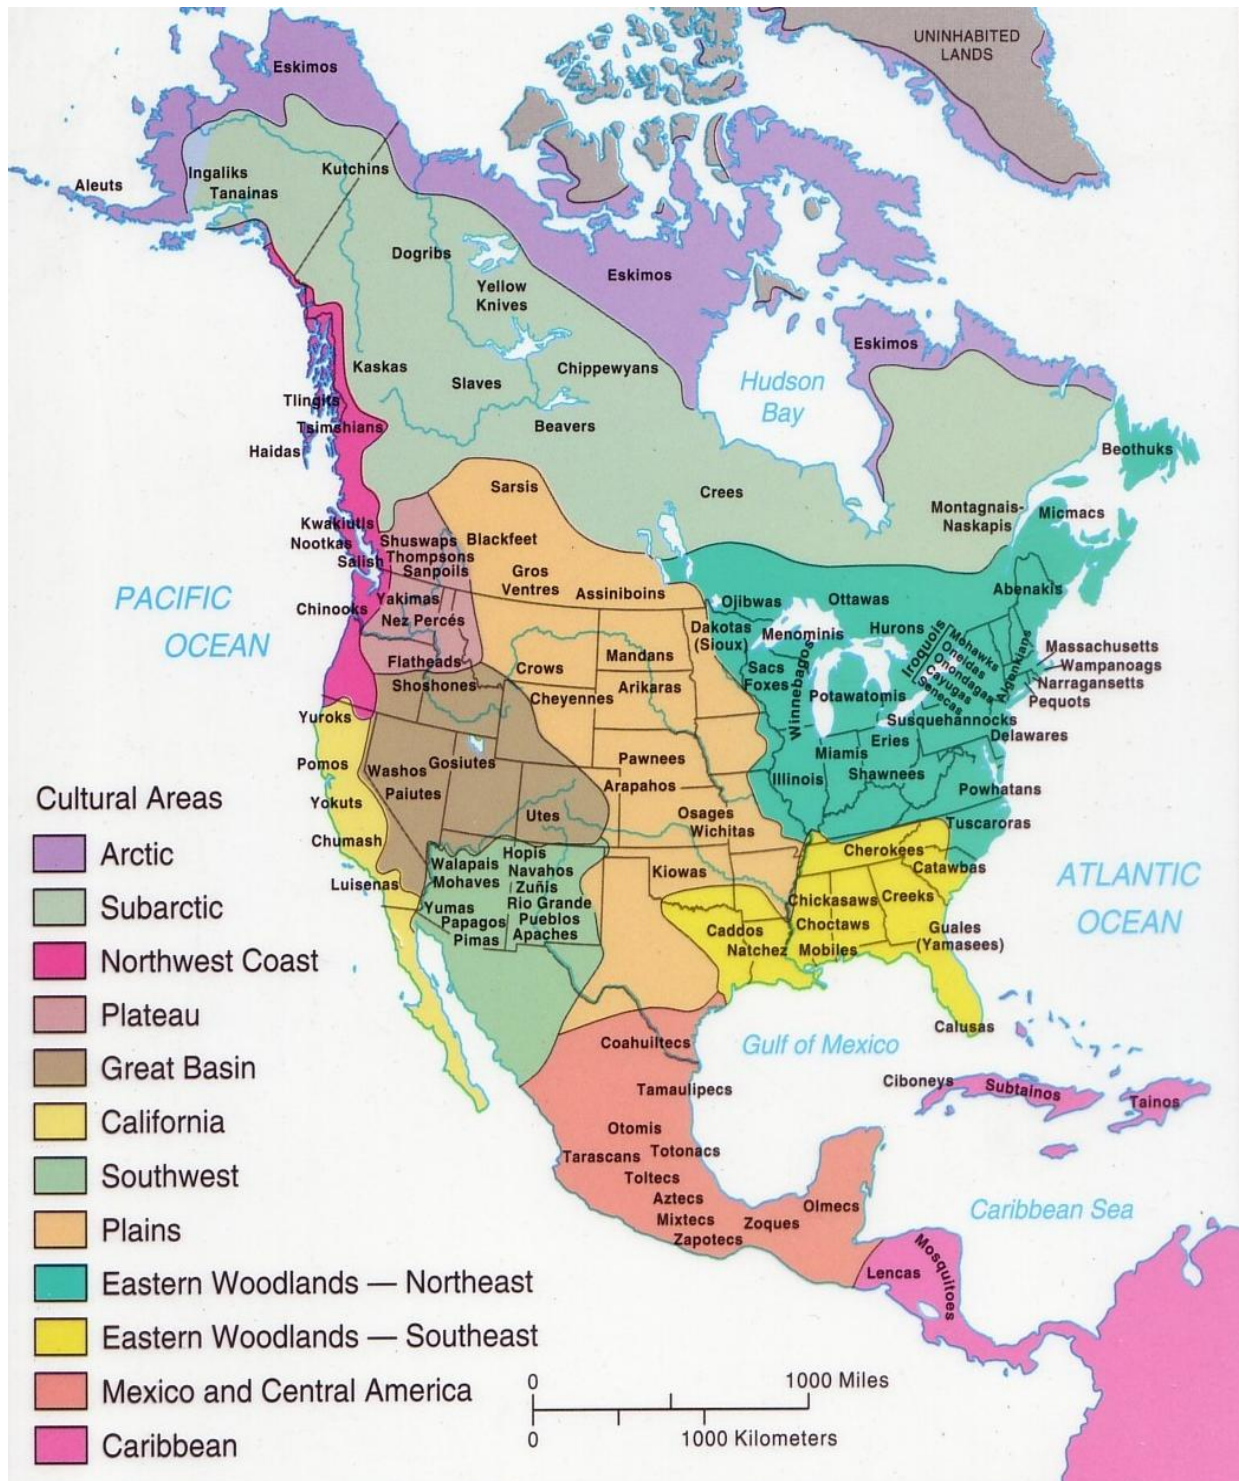 UNINHABITED
LANDS
Eskimos
Ingaliks
Tanainas
Kutchins
Aleuts
Dogribs
Yellow
Knives
Eskimos
Eskimos
Kaskas
Slaves
Chippewyans
Hudson
Bay
Tlingits
Tsimshians
Haidas
Beavers
Beothuks
Sarsis
Crees
Montagnais-
Naskapis
Micmacs
Kwakiutls
Nootkas
Salish
Shuswaps
Thompsons
Sanpoils
Blackfeet
Gros
Ventres
Assiniboins
PACIFIC
OCEAN
Chinooks
Yakimas
Nez Percés
Flatheads
Ojibwas
Ottawas
Abenakis
Dakotas
(Sioux)
Menominis
Hurons
Iroquois
Mohawks
Oneidas
Onondagas
Cayugas
Senecas
Algonkians
Massachusetts
Wampanoags
Narragansetts
Pequots
Mandans
Crows
Cheyennes
Arikaras
Sacs
Foxes
Winnebagos
Potawatomis
Susquehannocks
Delawares
Shoshones
Yuroks
Pomos
Washos
Gosiutes
Paiutes
Pawnees
Arapahos
Miamis
Eries
Illinois
Shawnees
Powhatans
Yokuts
Utes
Osages
Wichitas
Tuscaroras
Chumash
Luisenas
Walapais
Mohaves
Hopis
Navahos
Zuñis
Rio Grande
Pueblos
Apaches
Yumas
Papagos
Pimas
Kiowas
Cherokees
Catawbas
Chickasaws
Creeks
Choctaws
Caddos
Natchez
Mobiles
Guales
(Yamasees)
Calusas
ATLANTIC
OCEAN
Gulf of Mexico
Coahuiltecs
Tamaulipecs
Ciboneys
Subtainos
Tainos
Otomis
Tarascans
Totonacs
Toltecs
Aztecs
Mixtecs
Zapotecs
Zoques
Olmecs
Caribbean Sea
Lencas
Mosquitoes
Cultural Areas
Arctic
Subarctic
Northwest Coast
Plateau
Great Basin
California
Southwest
Plains
Eastern Woodlands — Northeast
Eastern Woodlands — Southeast
Mexico and Central America
Caribbean
0 1000 Miles
0 1000 Kilometers